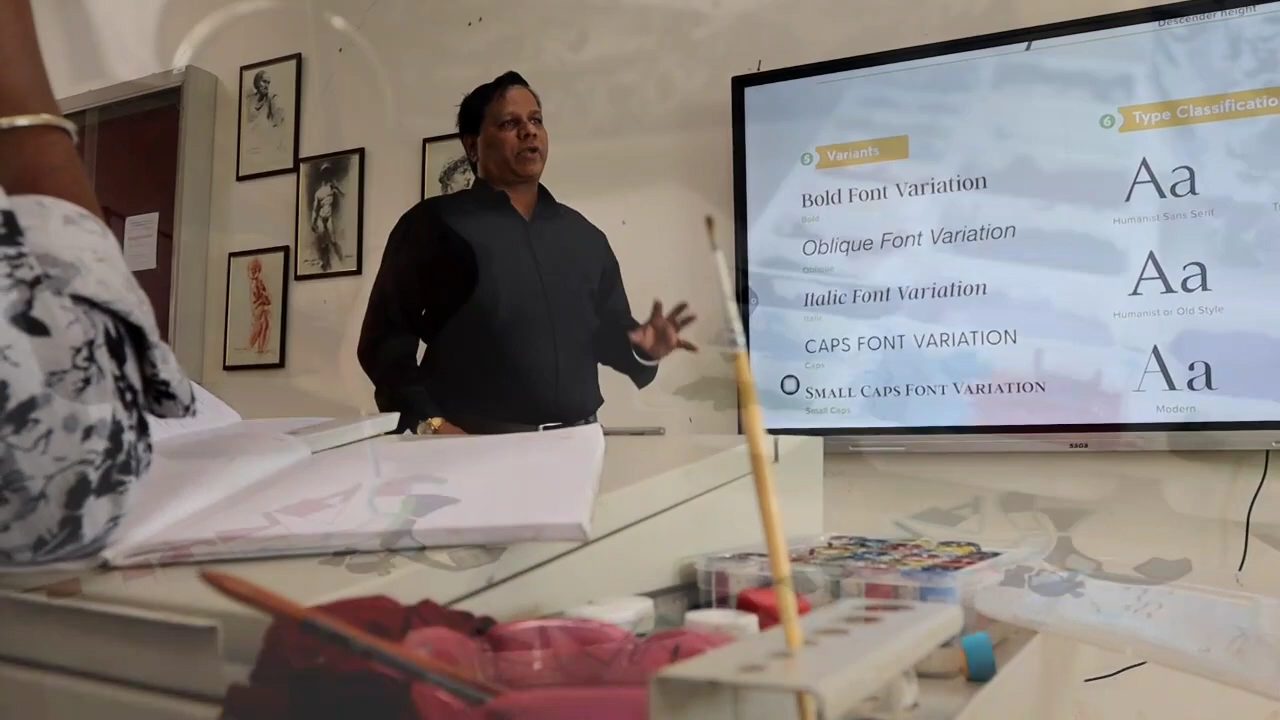 Descender height
5 Variants
Bold Font Variation
Bold
Oblique Font Variation
Oblique
Italic Font Variation
Italic
CAPS FONT VARIATION
Caps
SMALL CAPS FONT VARIATION
Small Caps
6 Type Classificatio
Aa
Humanist Sans Serif
Aa
Humanist or Old Style
Aa
Modern